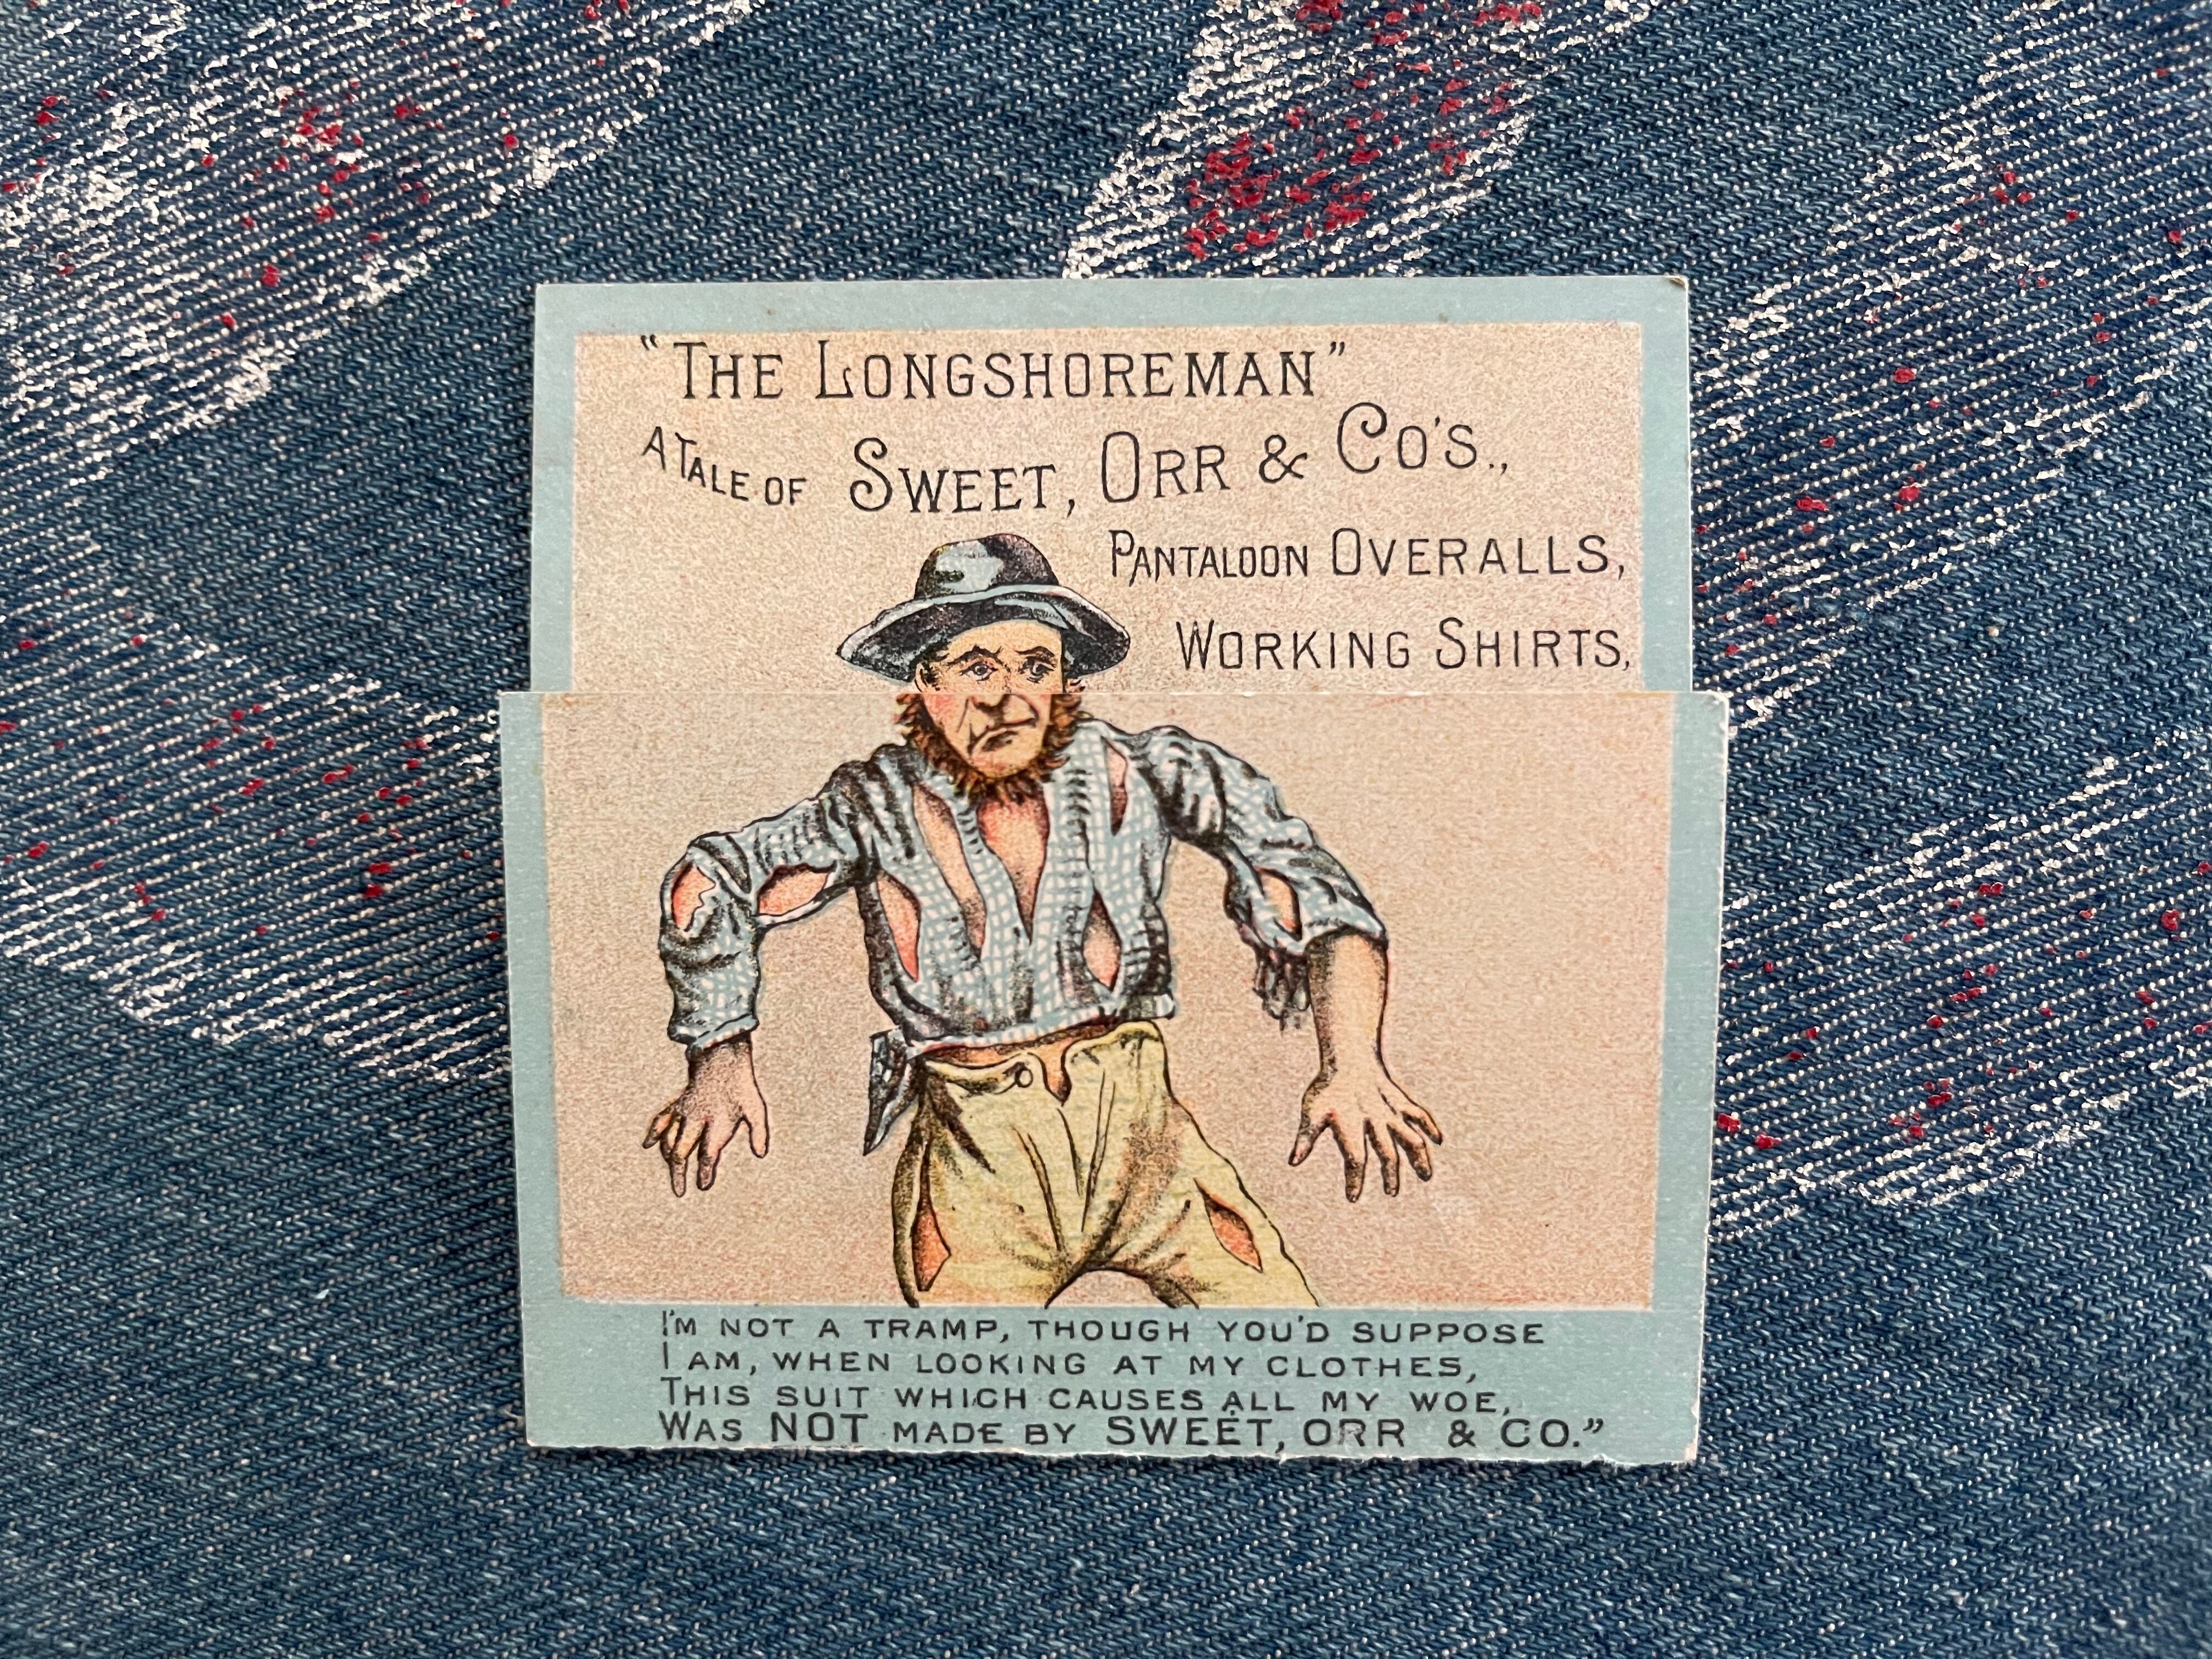 "THE LONGSHOREMAN"
A TALE OF SWEET, ORR & CO'S.,
PANTALOON OVERALLS,
WORKING SHIRTS,
I'M NOT A TRAMP, THOUGH YOU'D SUPPOSE
I AM, WHEN LOOKING AT MY CLOTHES,
THIS SUIT WHICH CAUSES ALL MY WOE,
WAS NOT MADE BY SWEET, ORR & CO."